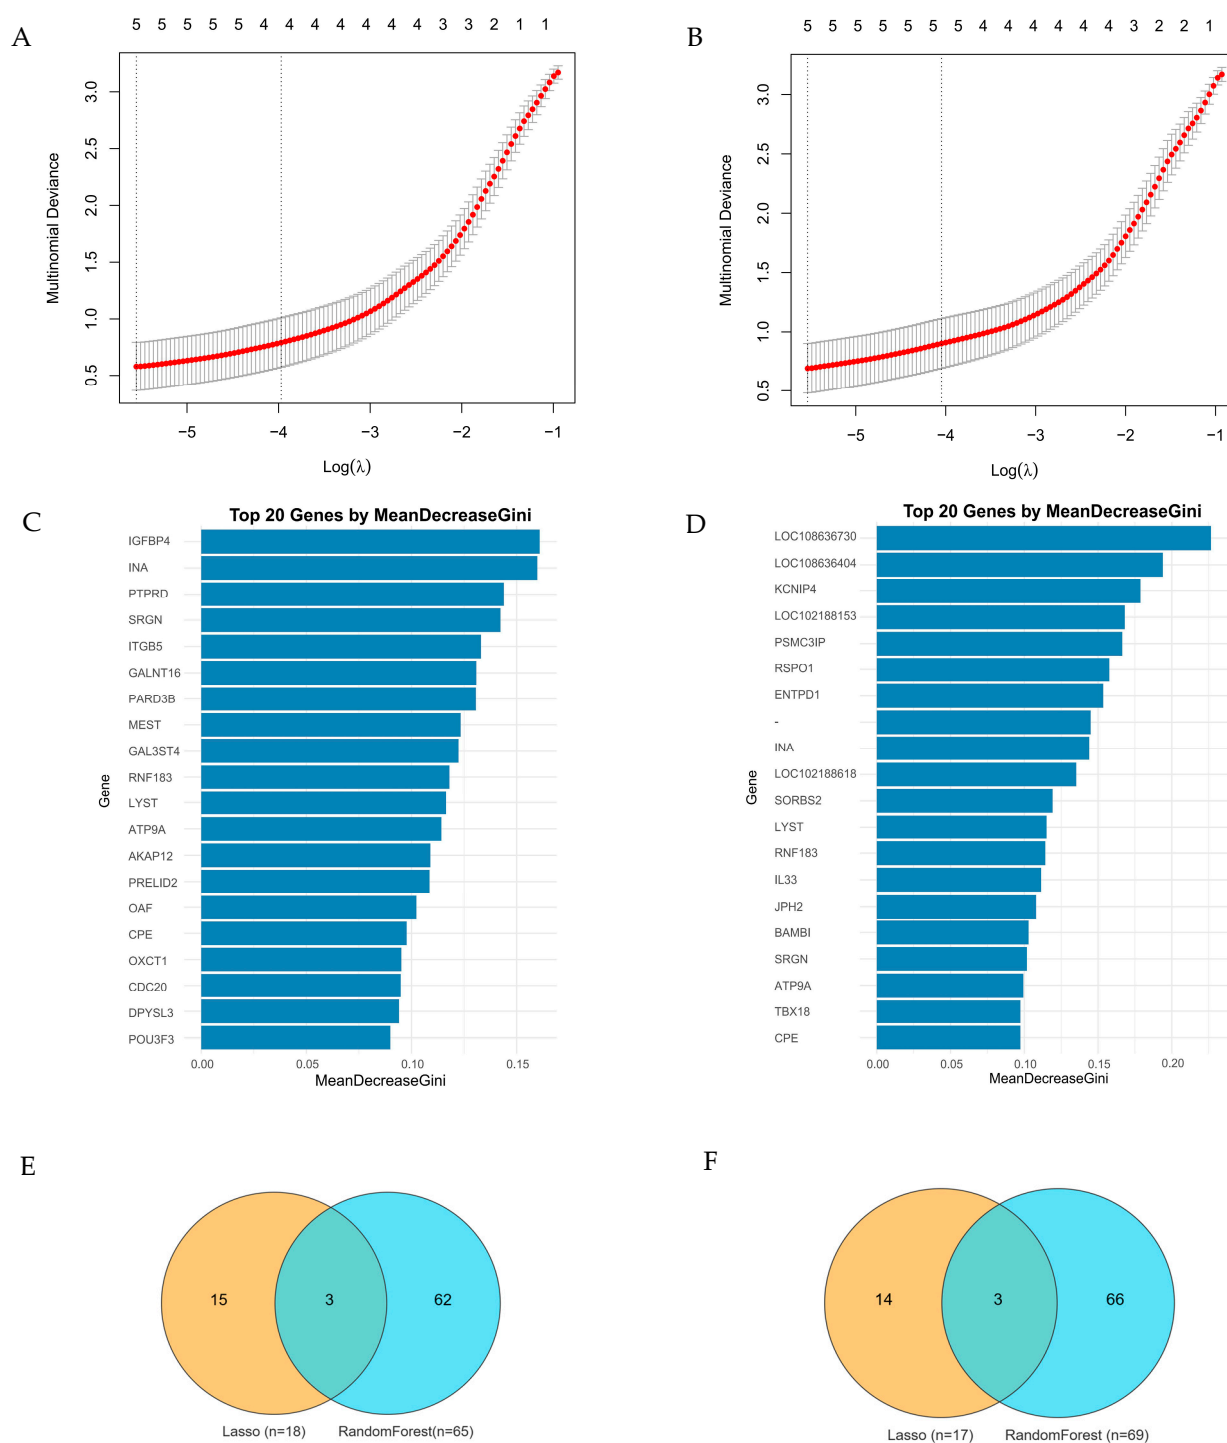 A
5 5 5 5 5 4 4 4 4 4 4 3 3 2 1 1
Multinomial Deviance
3.0
2.5
2.0
1.5
1.0
0.5
−5 −4 −3 −2 −1
Log(λ)
B
5 5 5 5 5 5 5 4 4 4 4 4 4 3 2 2 1
Multinomial Deviance
3.0
2.5
2.0
1.5
1.0
0.5
−5 −4 −3 −2 −1
Log(λ)
C
Top 20 Genes by MeanDecreaseGini
Gene
IGFBP4
INA
PTPRD
SRGN
ITGB5
GALNT16
PARD3B
MEST
GAL3ST4
RNF183
LYST
ATP9A
AKAP12
PRELID2
OAF
CPE
OXCT1
CDC20
DPYSL3
POU3F3
0.00 0.05 0.10 0.15
MeanDecreaseGini
D
Top 20 Genes by MeanDecreaseGini
Gene
LOC108636730
LOC108636404
KCNIP4
LOC102188153
PSMC3IP
RSPO1
ENTPD1
-
INA
LOC102188618
SORBS2
LYST
RNF183
IL33
JPH2
BAMBI
SRGN
ATP9A
TBX18
CPE
0.00 0.05 0.10 0.15 0.20
MeanDecreaseGini
E
15 3 62
Lasso (n=18) RandomForest(n=65)
F
14 3 66
Lasso (n=17) RandomForest (n=69)